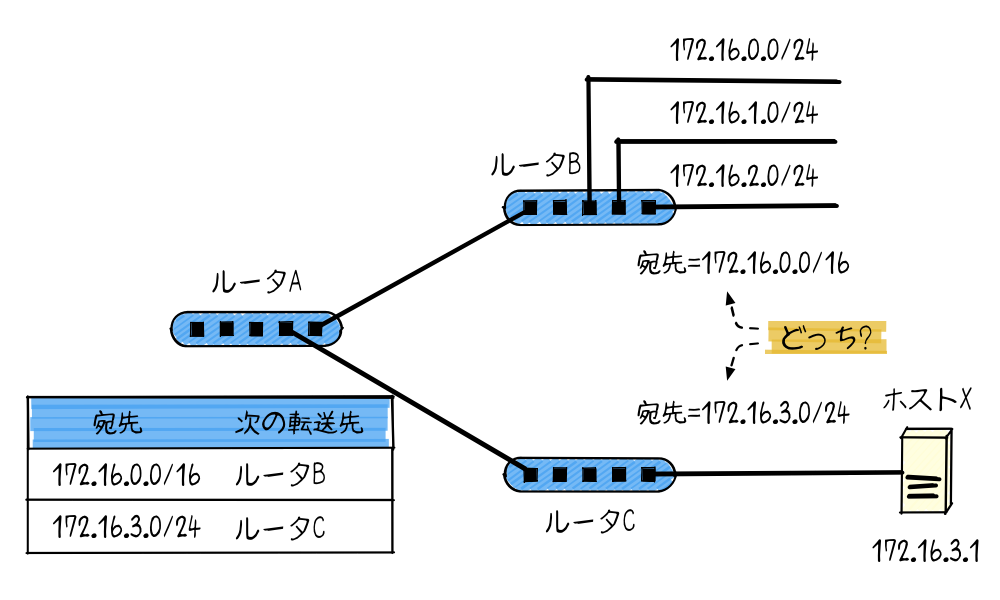 172.16.0.0/24
172.16.1.0/24
ルータB
172.16.2.0/24
宛先=172.16.0.0/16
ルータA
どっち?
宛先=172.16.3.0/24
ホストX
宛先 次の転送先
172.16.0.0/16 ルータB
172.16.3.0/24 ルータC
ルータC
172.16.3.1